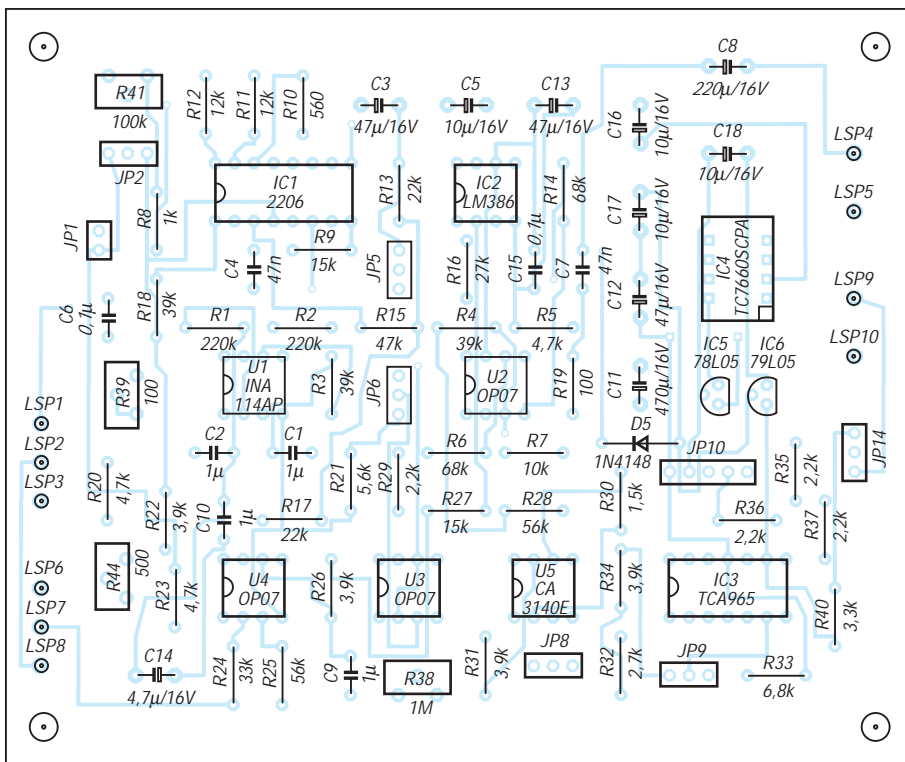 C8
220µ/16V
R41
100k
R12
12k
R11
12k
R10
560
C3
47µ/16V
C5
10µ/16V
C13
47µ/16V
C16
10µ/16V
C18
10µ/16V
LSP4
JP2
IC1
2206
R13
22k
IC2
LM386
R14
68k
LSP5
JP1
R8
1k
R9
15k
C4
47n
JP5
R16
27k
C15
0,1µ
C7
47n
C17
10µ/16V
IC4
TC7660SCPA
C6
0,1µ
R18
39k
C12
47µ/16V
LSP9
R1
220k
R2
220k
R15
47k
R4
39k
R5
4,7k
IC5
78L05
IC6
79L05
LSP10
R39
100
U1
INA
114AP
R3
39k
JP6
U2
OP07
R19
100
C11
470µ/16V
LSP1
LSP2
LSP3
C2
1µ
C1
1µ
R6
68k
R7
10k
D5
1N4148
JP10
R35
2,2k
JP14
R20
4,7k
R22
3,9k
C10
1µ
R17
22k
R21
5,6k
R29
2,2k
R27
15k
R28
56k
R30
1,5k
R36
2,2k
R37
2,2k
LSP6
LSP7
LSP8
R44
500
R23
4,7k
U4
OP07
R26
3,9k
U3
OP07
U5
CA
3140E
R34
3,9k
IC3
TCA965
R40
3,3k
C14
4,7µ/16V
R24
33k
R25
56k
C9
1µ
R38
1M
R31
3,9k
JP8
R32
2,7k
JP9
R33
6,8k